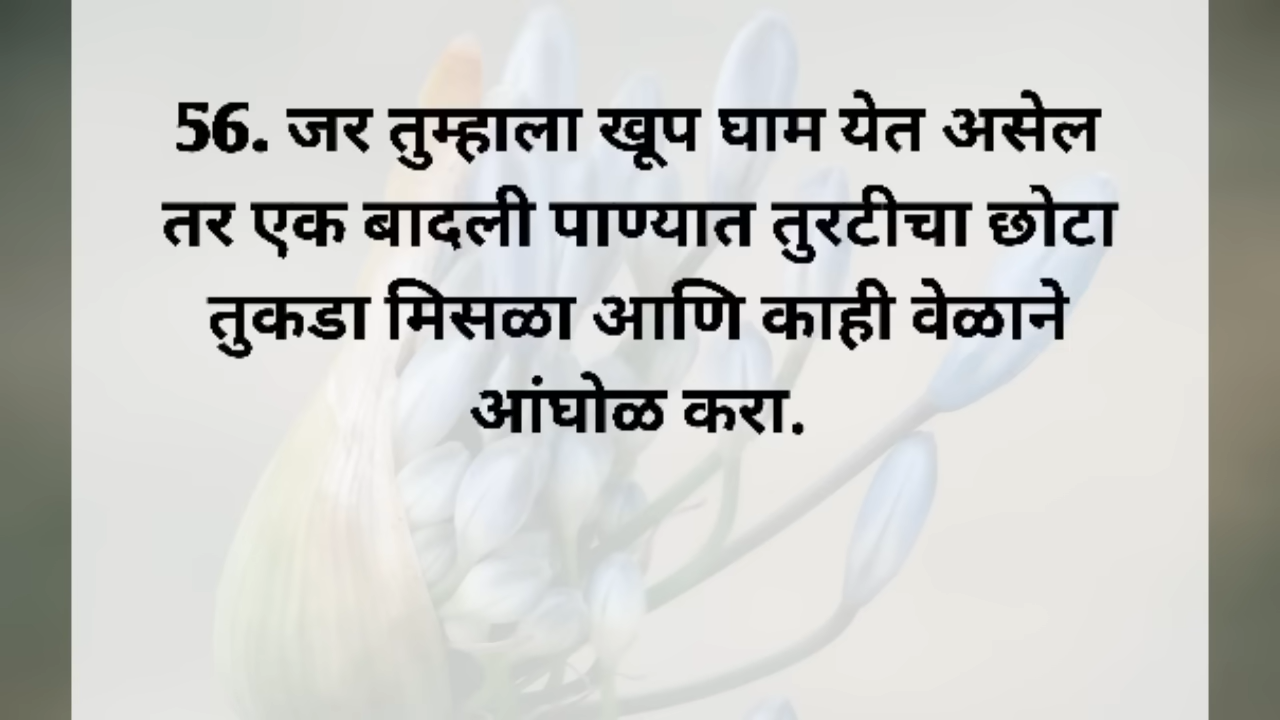 56. जर तुम्हाला खूप घाम येत असेल
तर एक बादली पाण्यात तुरटीचा छोटा
तुकडा मिसळा आणि काही वेळाने
आंघोळ करा.